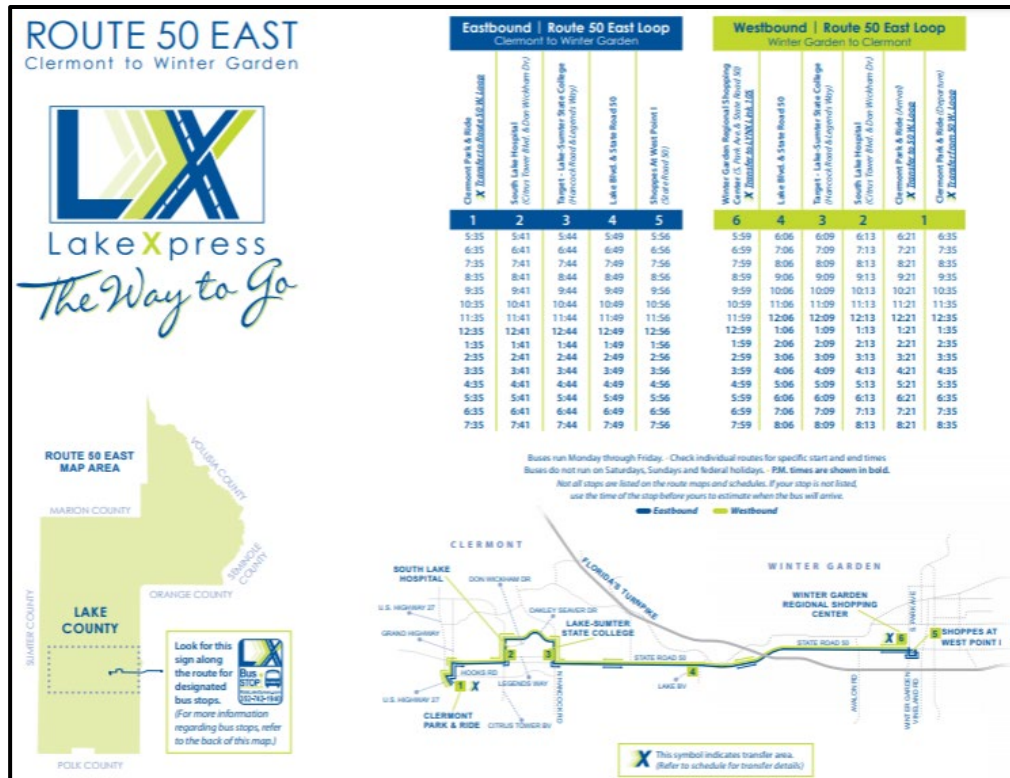 ROUTE 50 EAST
Clermont to Winter Garden
LX
LakeXpress
The Way to Go
Eastbound | Route 50 East Loop
Clermont to Winter Garden
Clermont Park & Ride
X Transfer to Route 50 W. Loop
South Lake Hospital
(Citrus Tower Blvd. & Don Wickham Dr.)
Target - Lake-Sumter State College
(Hancock Road & Legends Way)
Lake Blvd. & State Road 50
Shoppes At West Point I
(State Road 50)
1 2 3 4 5
5:35 5:41 5:44 5:49 5:56
6:35 6:41 6:44 6:49 6:56
7:35 7:41 7:44 7:49 7:56
8:35 8:41 8:44 8:49 8:56
9:35 9:41 9:44 9:49 9:56
10:35 10:41 10:44 10:49 10:56
11:35 11:41 11:44 11:49 11:56
12:35 12:41 12:44 12:49 12:56
1:35 1:41 1:44 1:49 1:56
2:35 2:41 2:44 2:49 2:56
3:35 3:41 3:44 3:49 3:56
4:35 4:41 4:44 4:49 4:56
5:35 5:41 5:44 5:49 5:56
6:35 6:41 6:44 6:49 6:56
7:35 7:41 7:44 7:49 7:56
Westbound | Route 50 East Loop
Winter Garden to Clermont
Winter Garden Regional Shopping
Center (S. Park Ave & State Road 50)
X Transfer to LYNX Link 105
Lake Blvd. & State Road 50
Target - Lake-Sumter State College
(Hancock Road & Legends Way)
South Lake Hospital
(Citrus Tower Blvd. & Don Wickham Dr.)
Clermont Park & Ride (Arrival)
X Transfer to 50 W. Loop
Clermont Park & Ride (Departure)
X Transfer from 50 W. Loop
6 4 3 2 1
5:59 6:06 6:09 6:13 6:21 6:35
6:59 7:06 7:09 7:13 7:21 7:35
7:59 8:06 8:09 8:13 8:21 8:35
8:59 9:06 9:09 9:13 9:21 9:35
9:59 10:06 10:09 10:13 10:21 10:35
10:59 11:06 11:09 11:13 11:21 11:35
11:59 12:06 12:09 12:13 12:21 12:35
12:59 1:06 1:09 1:13 1:21 1:35
1:59 2:06 2:09 2:13 2:21 2:35
2:59 3:06 3:09 3:13 3:21 3:35
3:59 4:06 4:09 4:13 4:21 4:35
4:59 5:06 5:09 5:13 5:21 5:35
5:59 6:06 6:09 6:13 6:21 6:35
6:59 7:06 7:09 7:13 7:21 7:35
7:59 8:06 8:09 8:13 8:21 8:35
Buses run Monday through Friday. - Check individual routes for specific start and end times
Buses do not run on Saturdays, Sundays and federal holidays. - P.M. times are shown in bold.
Not all stops are listed on the route maps and schedules. If your stop is not listed,
use the time of the stop before yours to estimate when the bus will arrive.
Eastbound Westbound
ROUTE 50 EAST
MAP AREA
VOLUSIA COUNTY
MARION COUNTY
SEMINOLE
COUNTY
ORANGE COUNTY
SUMTER COUNTY
LAKE
COUNTY
POLK COUNTY
Look for this
sign along
the route for
designated
bus stops.
(For more information
regarding bus stops, refer
to the back of this map.)
LX
Bus
STOP
352-742-1940
CLERMONT
WINTER GARDEN
SOUTH LAKE
HOSPITAL
DON WICKHAM DR
FLORIDA'S TURNPIKE
WINTER GARDEN
REGIONAL SHOPPING
CENTER
S. PARK AVE
U.S. HIGHWAY 27
OAKLEY SEAVER DR
GRAND HIGHWAY
LAKE-SUMTER
STATE COLLEGE
X 6
5
SHOPPES AT
WEST POINT I
2
3
STATE ROAD 50
STATE ROAD 50
HOOKS RD
1 X
LEGENDS WAY
4
LAKE BV
U.S. HIGHWAY 27
N HANCOCK RD
AVALON RD
WINTER GARDEN
VINELAND RD
CLERMONT
PARK & RIDE
CITRUS TOWER BV
X This symbol indicates transfer area.
(Refer to schedule for transfer details)